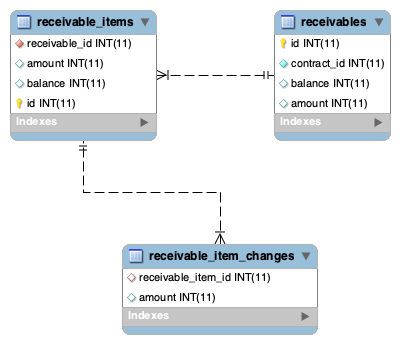 receivable_items
receivable_id INT(11)
amount INT(11)
balance INT(11)
id INT(11)
Indexes
receivables
id INT(11)
contract_id INT(11)
balance INT(11)
amount INT(11)
Indexes
receivable_item_changes
receivable_item_id INT(11)
amount INT(11)
Indexes